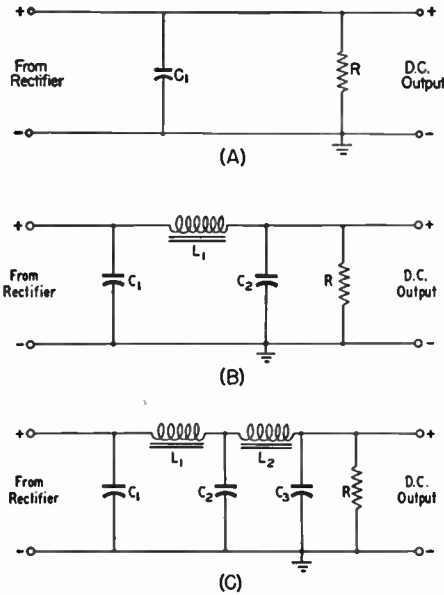 + +
From Rectifier C1 R D.C. Output
- -
(A)
+ L1 +
From Rectifier C1 C2 R D.C. Output
- -
(B)
+ L1 L2 +
From Rectifier C1 C2 C3 R D.C. Output
- -
(C)